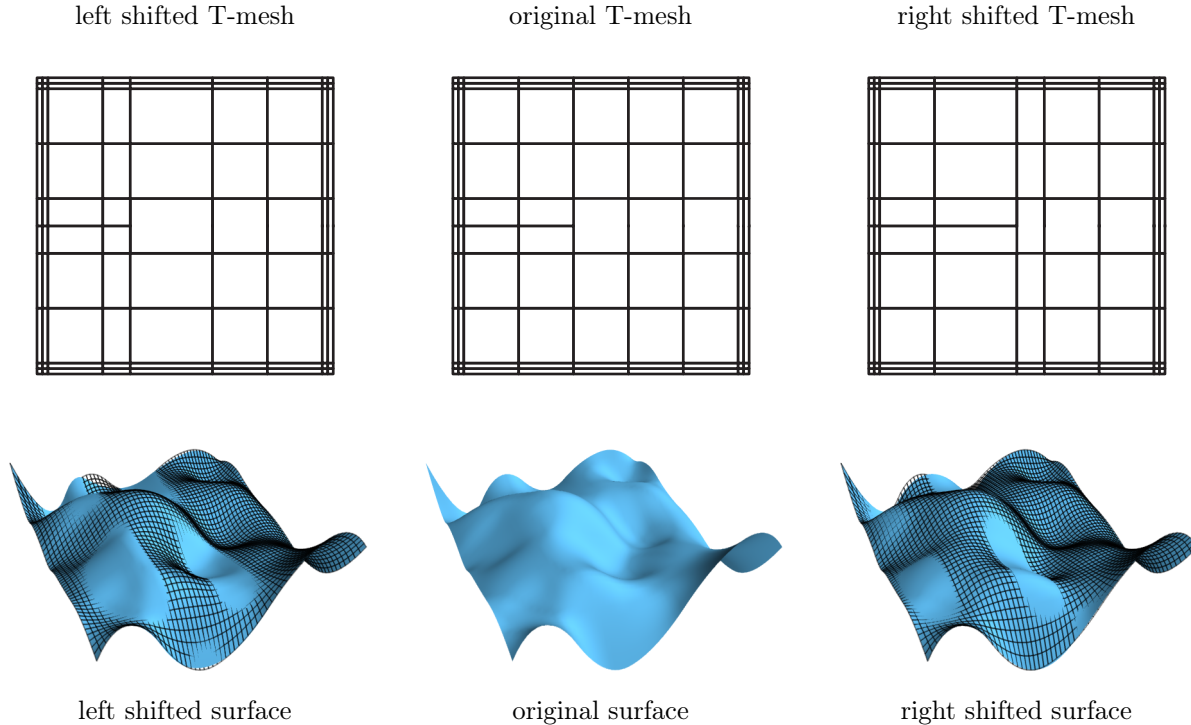 left shifted T-mesh
original T-mesh
right shifted T-mesh
left shifted surface
original surface
right shifted surface